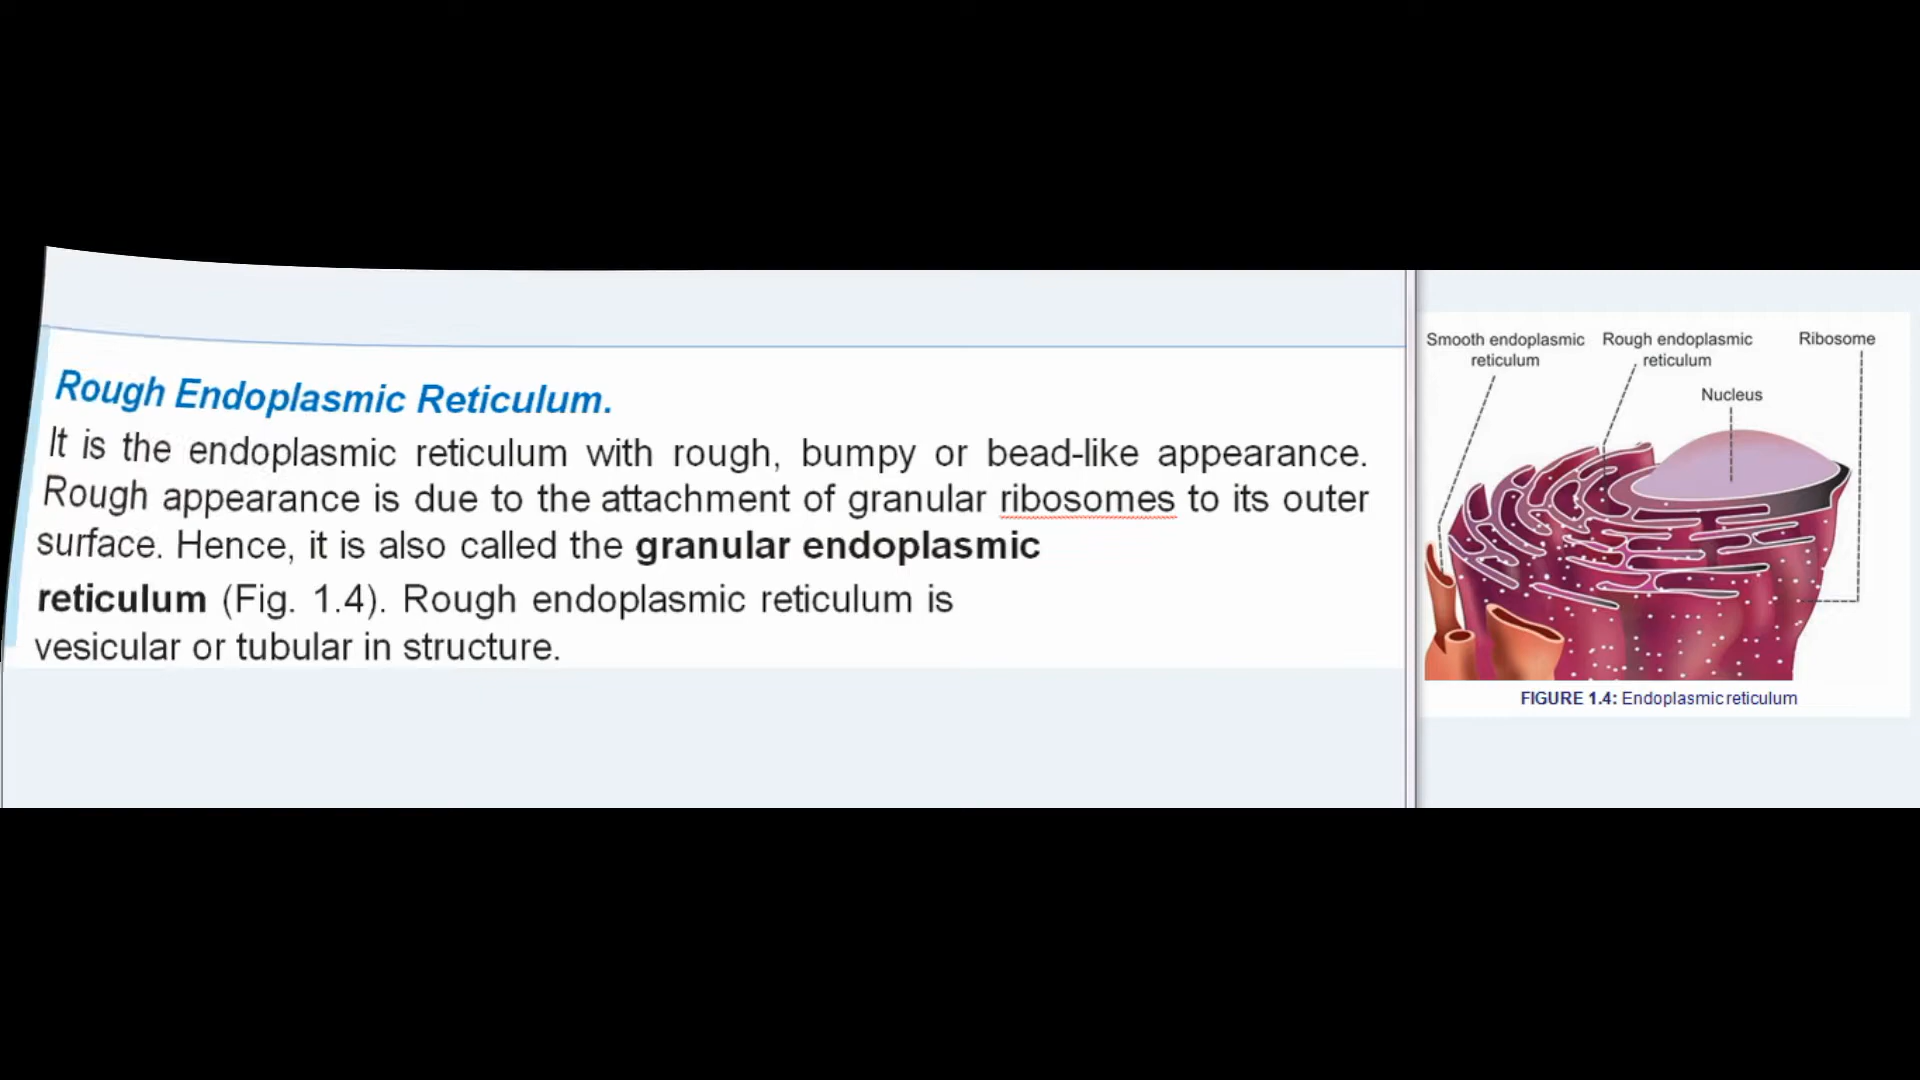 Rough Endoplasmic Reticulum.
It is the endoplasmic reticulum with rough, bumpy or bead-like appearance.
Rough appearance is due to the attachment of granular ribosomes to its outer
surface. Hence, it is also called the granular endoplasmic
reticulum (Fig. 1.4). Rough endoplasmic reticulum is
vesicular or tubular in structure.
Smooth endoplasmic
reticulum
Rough endoplasmic
reticulum
Ribosome
Nucleus
FIGURE 1.4: Endoplasmic reticulum